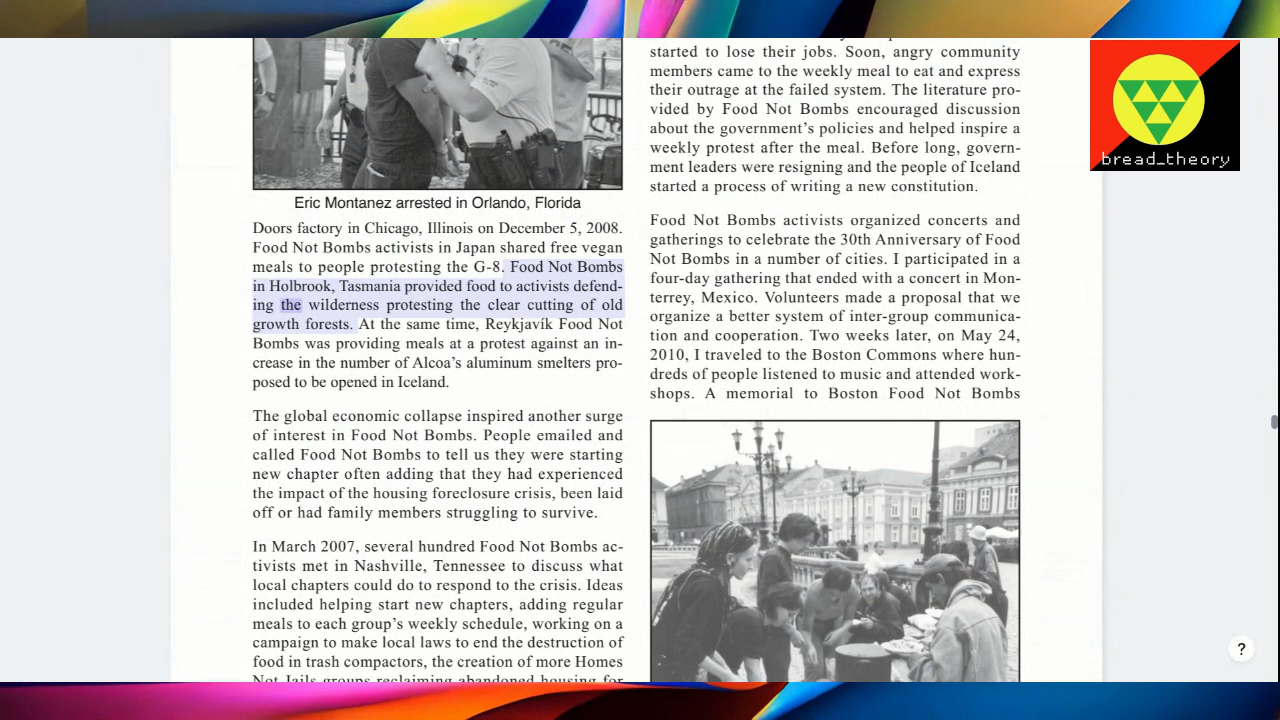 Eric Montanez arrested in Orlando, Florida
Doors factory in Chicago, Illinois on December 5, 2008.
Food Not Bombs activists in Japan shared free vegan
meals to people protesting the G-8. Food Not Bombs
in Holbrook, Tasmania provided food to activists defend-
ing the wilderness protesting the clear cutting of old
growth forests. At the same time, Reykjavík Food Not
Bombs was providing meals at a protest against an in-
crease in the number of Alcoa's aluminum smelters pro-
posed to be opened in Iceland.
The global economic collapse inspired another surge
of interest in Food Not Bombs. People emailed and
called Food Not Bombs to tell us they were starting
new chapter often adding that they had experienced
the impact of the housing foreclosure crisis, been laid
off or had family members struggling to survive.
In March 2007, several hundred Food Not Bombs ac-
tivists met in Nashville, Tennessee to discuss what
local chapters could do to respond to the crisis. Ideas
included helping start new chapters, adding regular
meals to each group's weekly schedule, working on a
campaign to make local laws to end the destruction of
food in trash compactors, the creation of more Homes
Not Jails groups reclaiming abandoned housing for
started to lose their jobs. Soon, angry community
members came to the weekly meal to eat and express
their outrage at the failed system. The literature pro-
vided by Food Not Bombs encouraged discussion
about the government's policies and helped inspire a
weekly protest after the meal. Before long, govern-
ment leaders were resigning and the people of Iceland
started a process of writing a new constitution.
Food Not Bombs activists organized concerts and
gatherings to celebrate the 30th Anniversary of Food
Not Bombs in a number of cities. I participated in a
four-day gathering that ended with a concert in Mon-
terrey, Mexico. Volunteers made a proposal that we
organize a better system of inter-group communica-
tion and cooperation. Two weeks later, on May 24,
2010, I traveled to the Boston Commons where hun-
dreds of people listened to music and attended work-
shops. A memorial to Boston Food Not Bombs
bread_theory
?